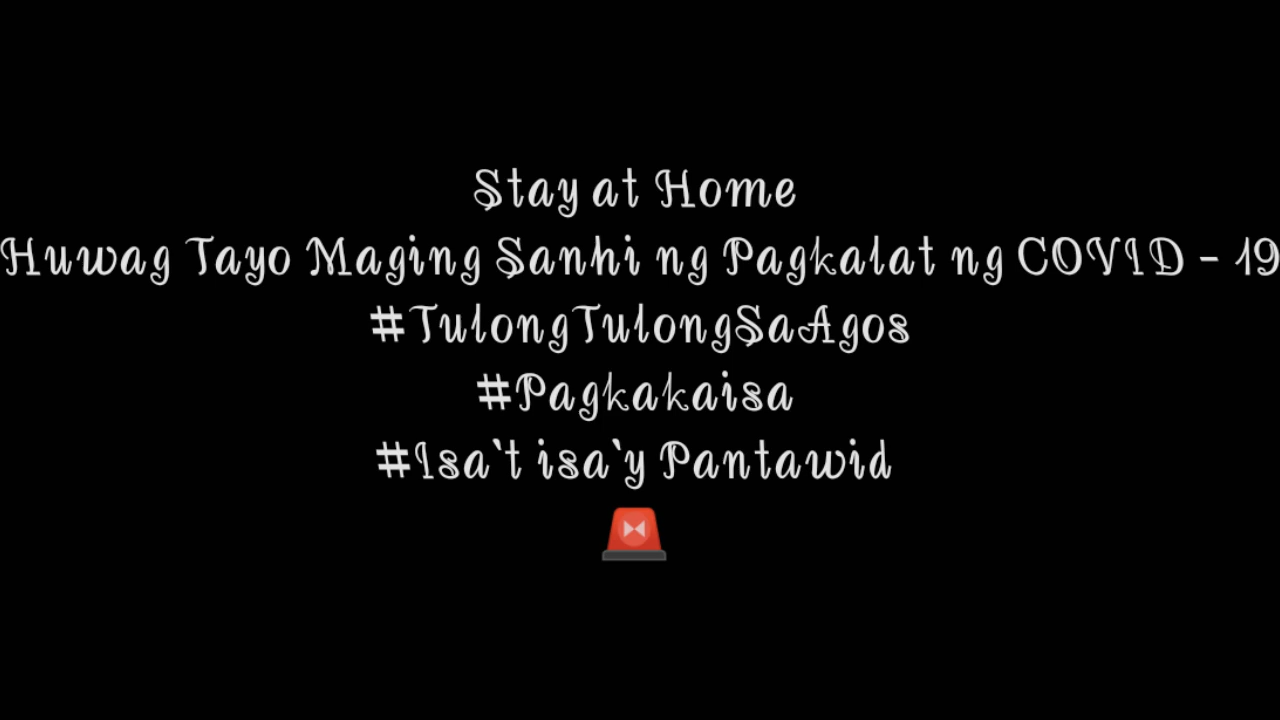 Stay at Home
Huwag Tayo Maging Sanhi ng Pagkalat ng COVID - 19
#TulongTulongSaAgos
#Pagkakaisa
#Isa`t isa`y Pantawid